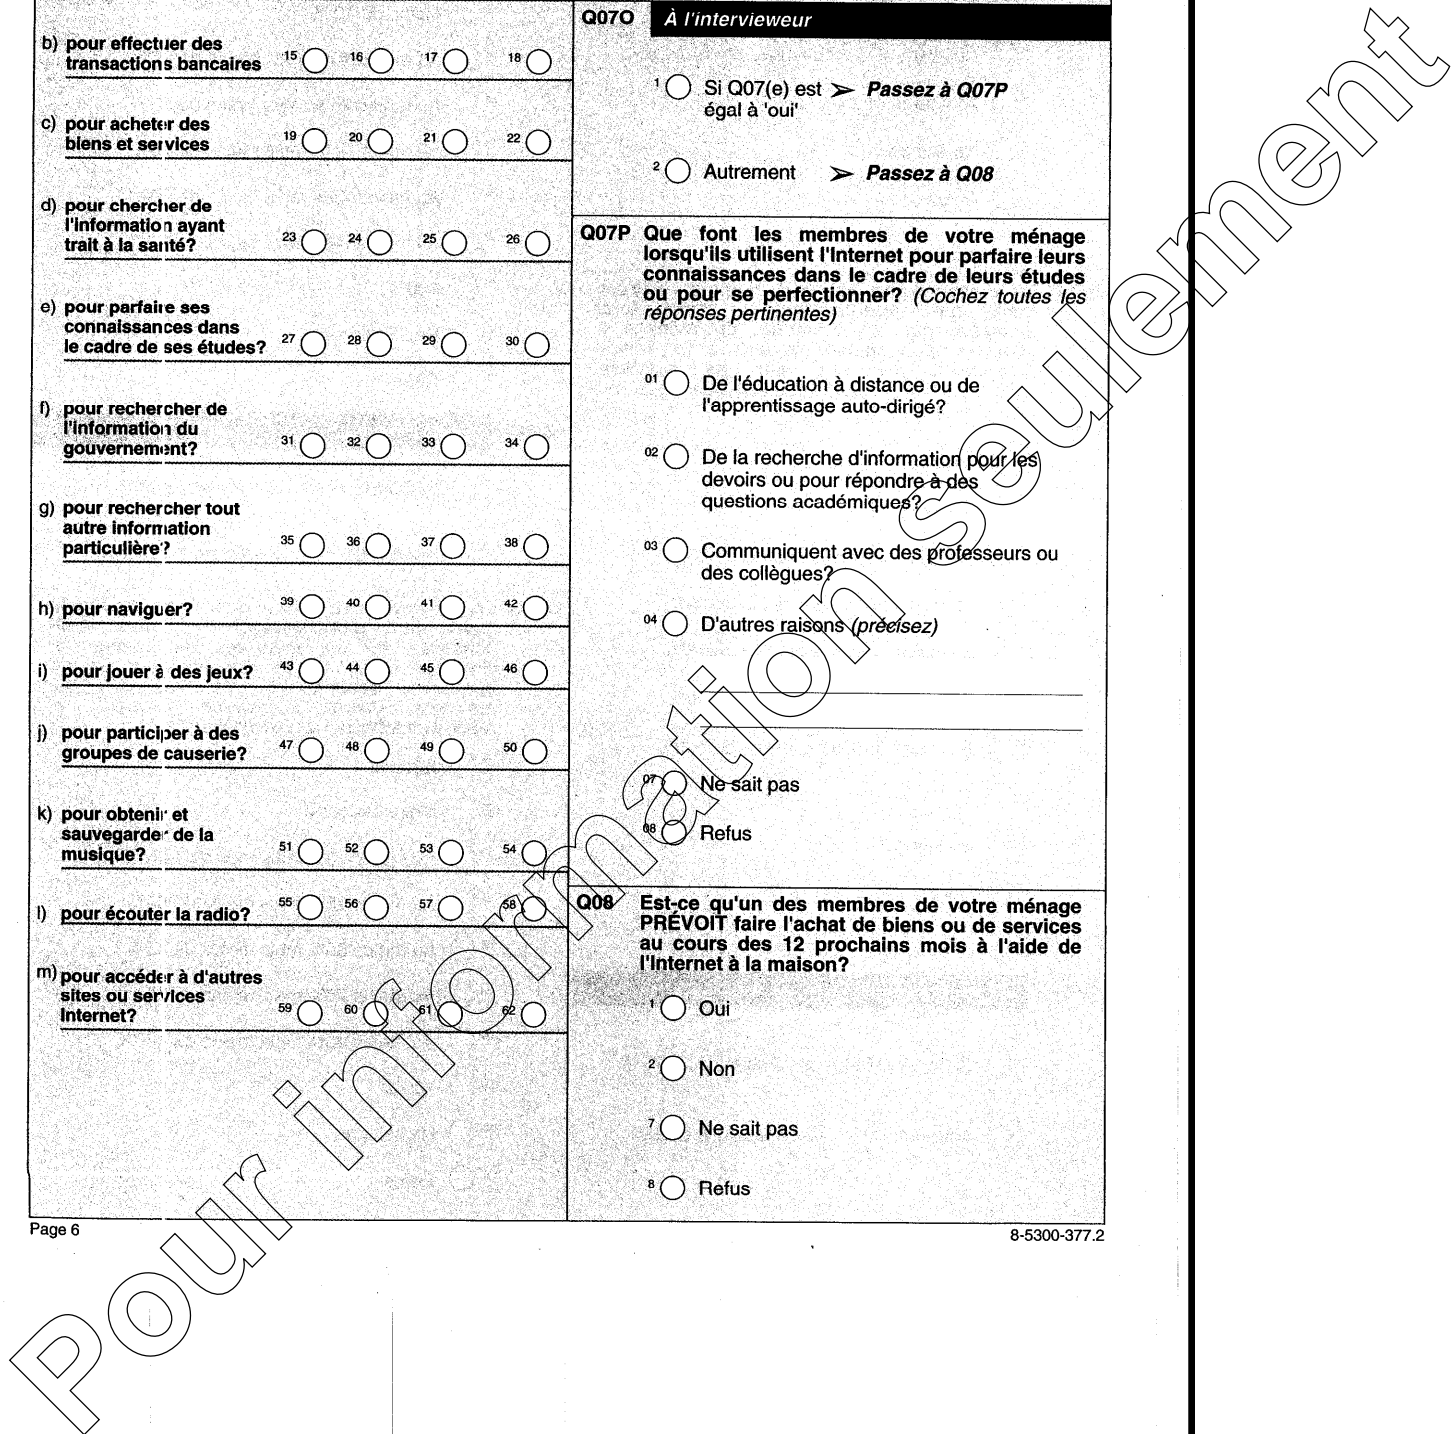 b) pour effectuer des
transactions bancaires 15 16 17 18
c) pour acheter des
biens et services 19 20 21 22
d) pour chercher de
l'information ayant
trait à la santé? 23 24 25 26
e) pour parfaire ses
connaissances dans
le cadre de ses études? 27 28 29 30
f) pour rechercher de
l'information du
gouvernement? 31 32 33 34
g) pour rechercher tout
autre information
particulière? 35 36 37 38
h) pour naviguer? 39 40 41 42
i) pour jouer à des jeux? 43 44 45 46
j) pour participer à des
groupes de causerie? 47 48 49 50
k) pour obtenir et
sauvegarder de la
musique? 51 52 53 54
l) pour écouter la radio? 55 56 57 58
m) pour accéder à d'autres
sites ou services
Internet? 59 60 61 62
Q07O À l'intervieweur
1 Si Q07(e) est ➢ Passez à Q07P
égal à 'oui'
2 Autrement ➢ Passez à Q08
Q07P Que font les membres de votre ménage
lorsqu'ils utilisent l'Internet pour parfaire leurs
connaissances dans le cadre de leurs études
ou pour se perfectionner? (Cochez toutes les
réponses pertinentes)
01 De l'éducation à distance ou de
l'apprentissage auto-dirigé?
02 De la recherche d'information pour les
devoirs ou pour répondre à des
questions académiques?
03 Communiquent avec des professeurs ou
des collègues?
04 D'autres raisons (précisez)
07 Ne sait pas
08 Refus
Q08 Est-ce qu'un des membres de votre ménage
PRÉVOIT faire l'achat de biens ou de services
au cours des 12 prochains mois à l'aide de
l'Internet à la maison?
1 Oui
2 Non
7 Ne sait pas
8 Refus
Page 6
8-5300-377.2
Pour information seulement